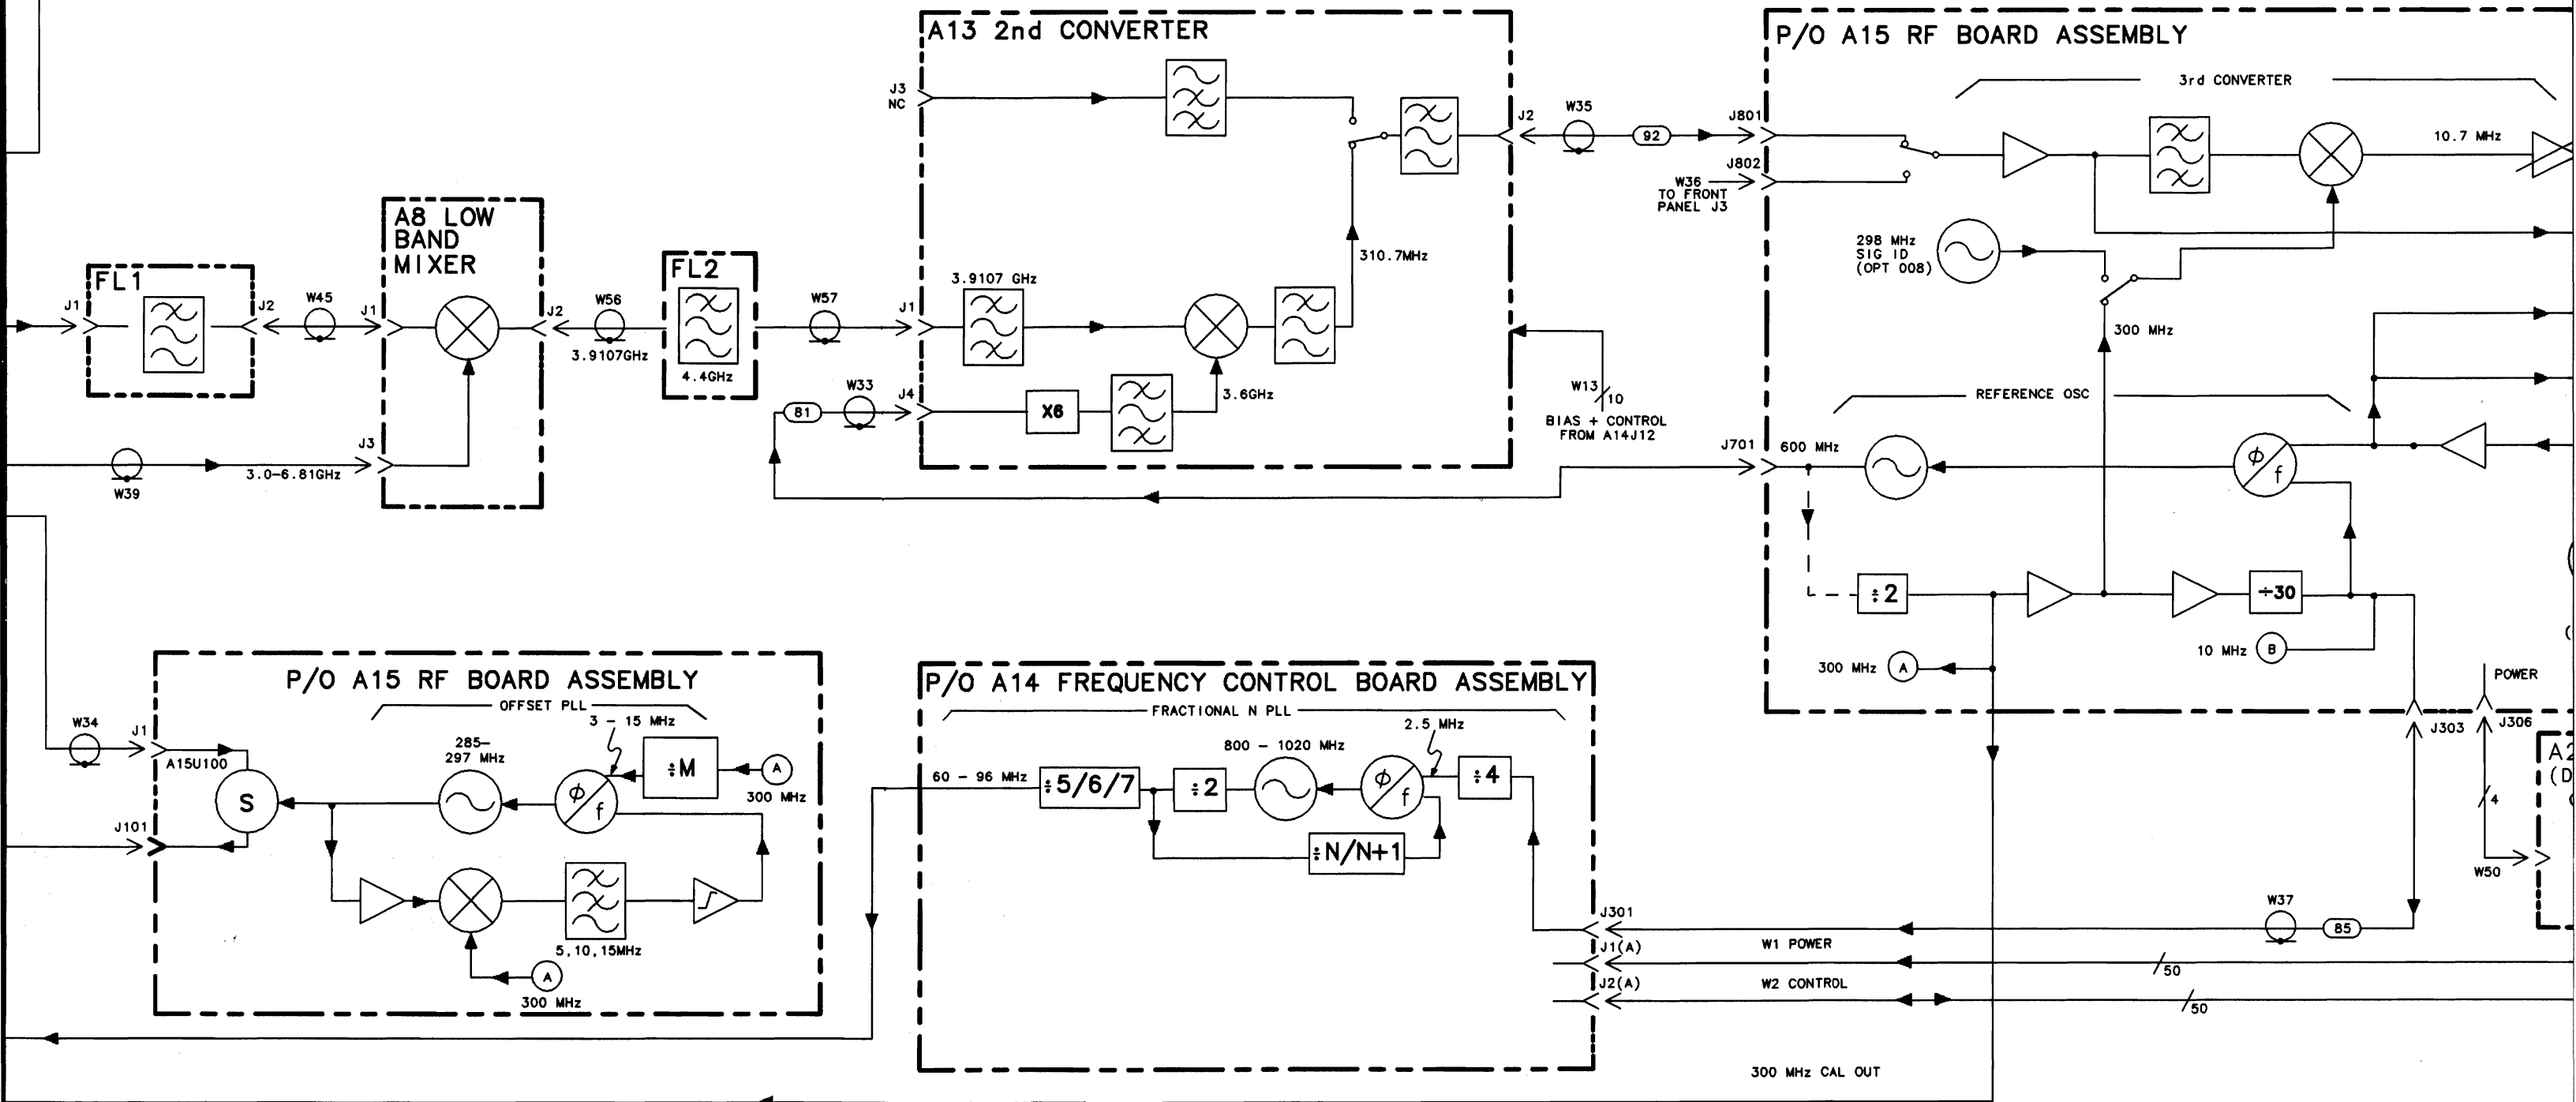 A13 2nd CONVERTER
J3
NC
J2
W35
92
3.9107 GHz
310.7MHz
J1
J4
X6
3.6GHz
W13
10
BIAS + CONTROL
FROM A14J12
P/O A15 RF BOARD ASSEMBLY
3rd CONVERTER
J801
J802
W36
TO FRONT
PANEL J3
10.7 MHz
298 MHz
SIG ID
(OPT 008)
300 MHz
REFERENCE OSC
J701
600 MHz
ϕ
f
÷2
÷30
300 MHz
A
10 MHz
B
POWER
J303
J306
A8 LOW
BAND
MIXER
FL1
J1
J2
W45
J1
J2
W56
3.9107GHz
FL2
4.4GHz
W57
81
W33
J3
W39
3.0-6.81GHz
P/O A15 RF BOARD ASSEMBLY
OFFSET PLL
3 - 15 MHz
W34
J1
A15U100
285-
297 MHz
÷M
A
300 MHz
ϕ
f
S
J101
5,10,15MHz
A
300 MHz
P/O A14 FREQUENCY CONTROL BOARD ASSEMBLY
FRACTIONAL N PLL
2.5 MHz
800 - 1020 MHz
60 - 96 MHz
÷5/6/7
÷2
ϕ
f
÷4
÷N/N+1
J301
J1(A)
J2(A)
W1 POWER
50
W2 CONTROL
50
W37
85
4
W50
A2
(D
300 MHz CAL OUT